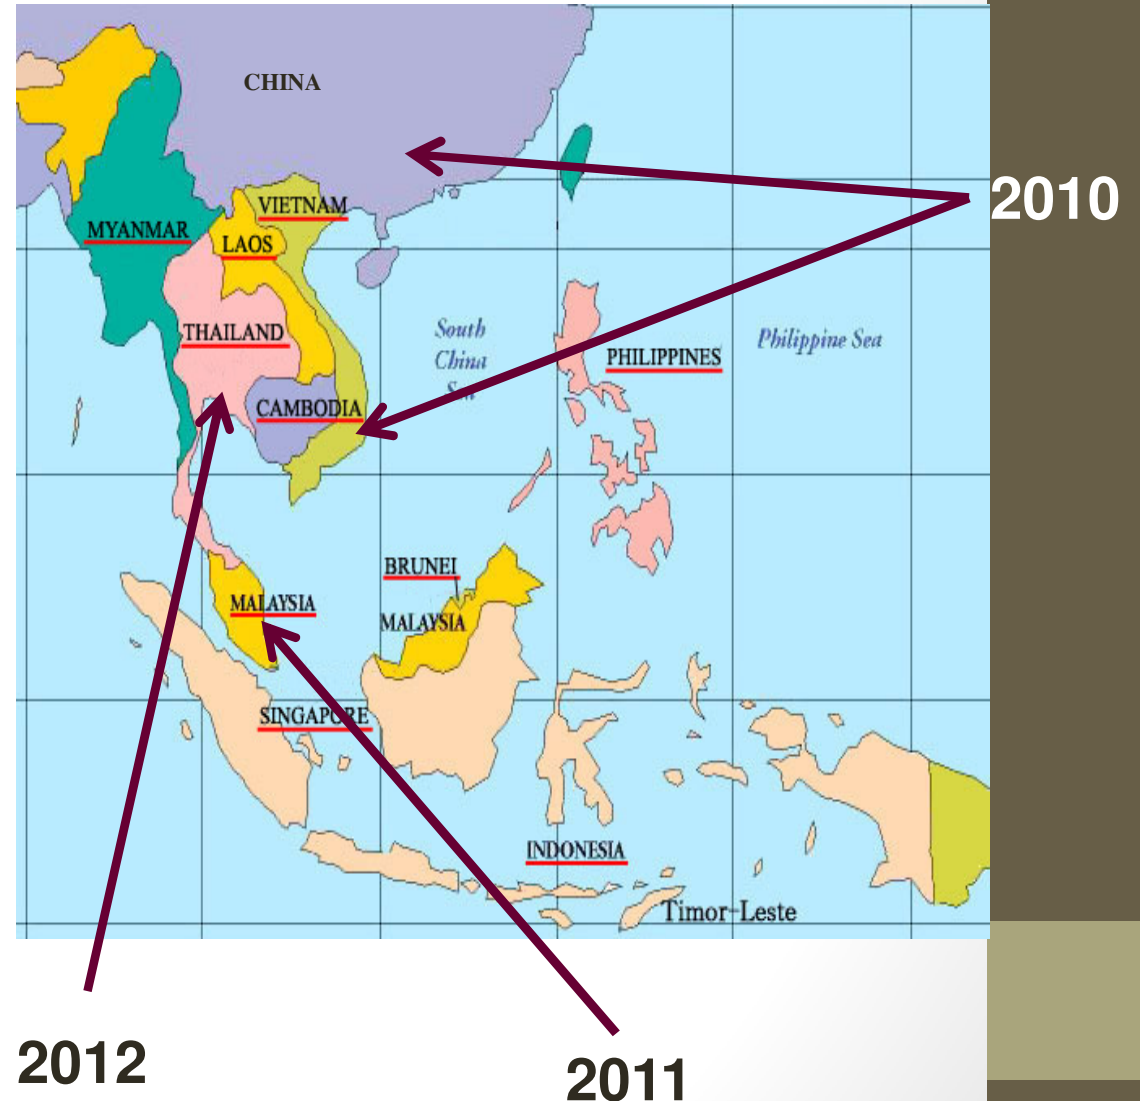 CHINA
2010
VIETNAM
MYANMAR
LAOS
THAILAND
South
China
Sea
Philippine Sea
PHILIPPINES
CAMBODIA
BRUNEI
MALAYSIA
MALAYSIA
SINGAPORE
INDONESIA
Timor-Leste
2012
2011